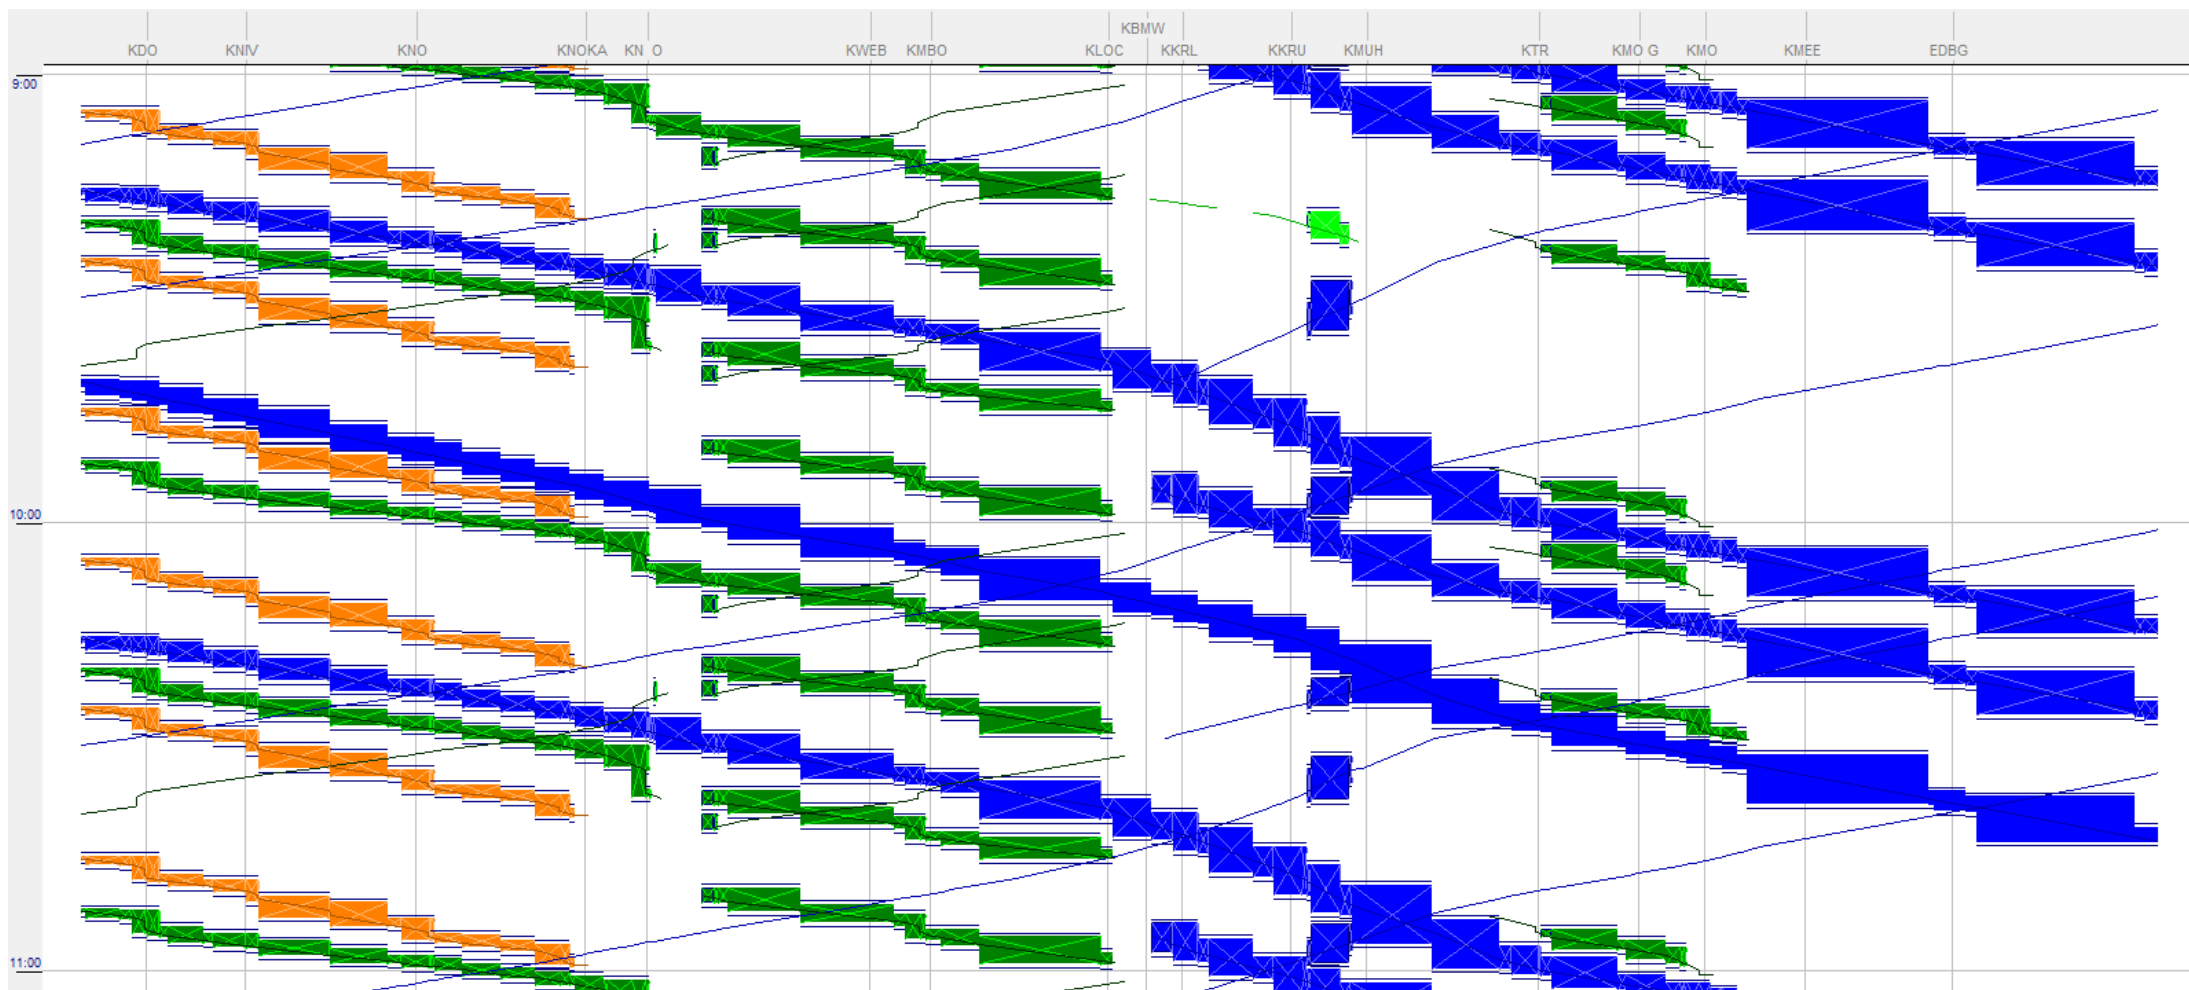 KBMW
KDO KNIV KNO KNOKA KN O KWEB KMBO KLOC KKRL KKRU KMUH KTR KMO G KMO KMEE EDBG
9:00
10:00
11:00